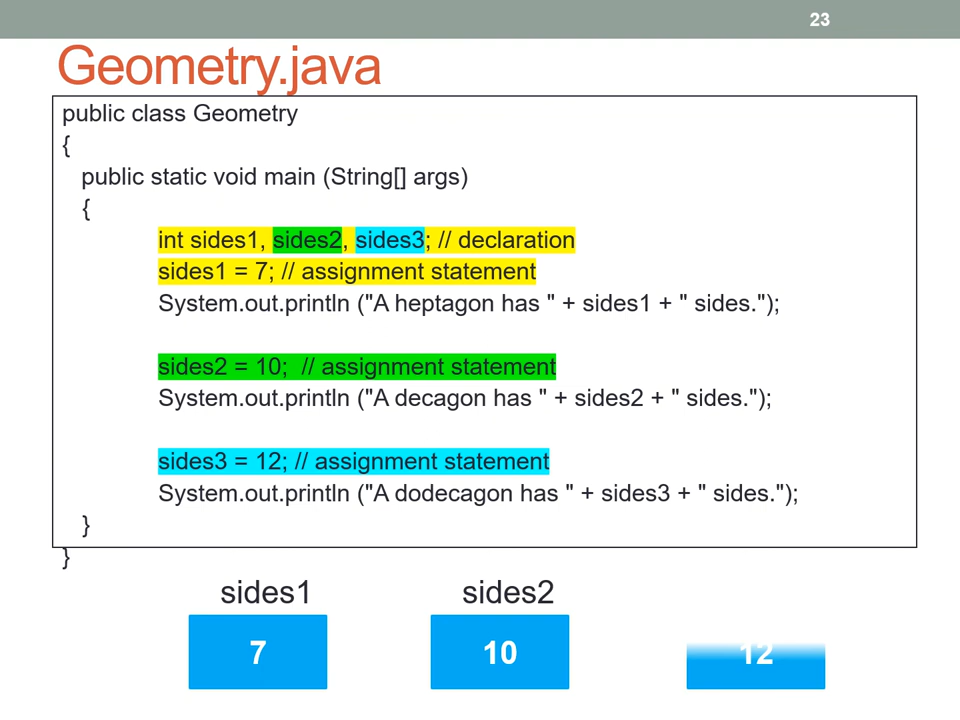 23
Geometry.java
public class Geometry
{
public static void main (String[] args)
{
int sides1, sides2, sides3; // declaration
sides1 = 7; // assignment statement
System.out.println ("A heptagon has " + sides1 + " sides.");
sides2 = 10;  // assignment statement
System.out.println ("A decagon has " + sides2 + " sides.");
sides3 = 12; // assignment statement
System.out.println ("A dodecagon has " + sides3 + " sides.");
}
}
sides1 sides2
7 10 12